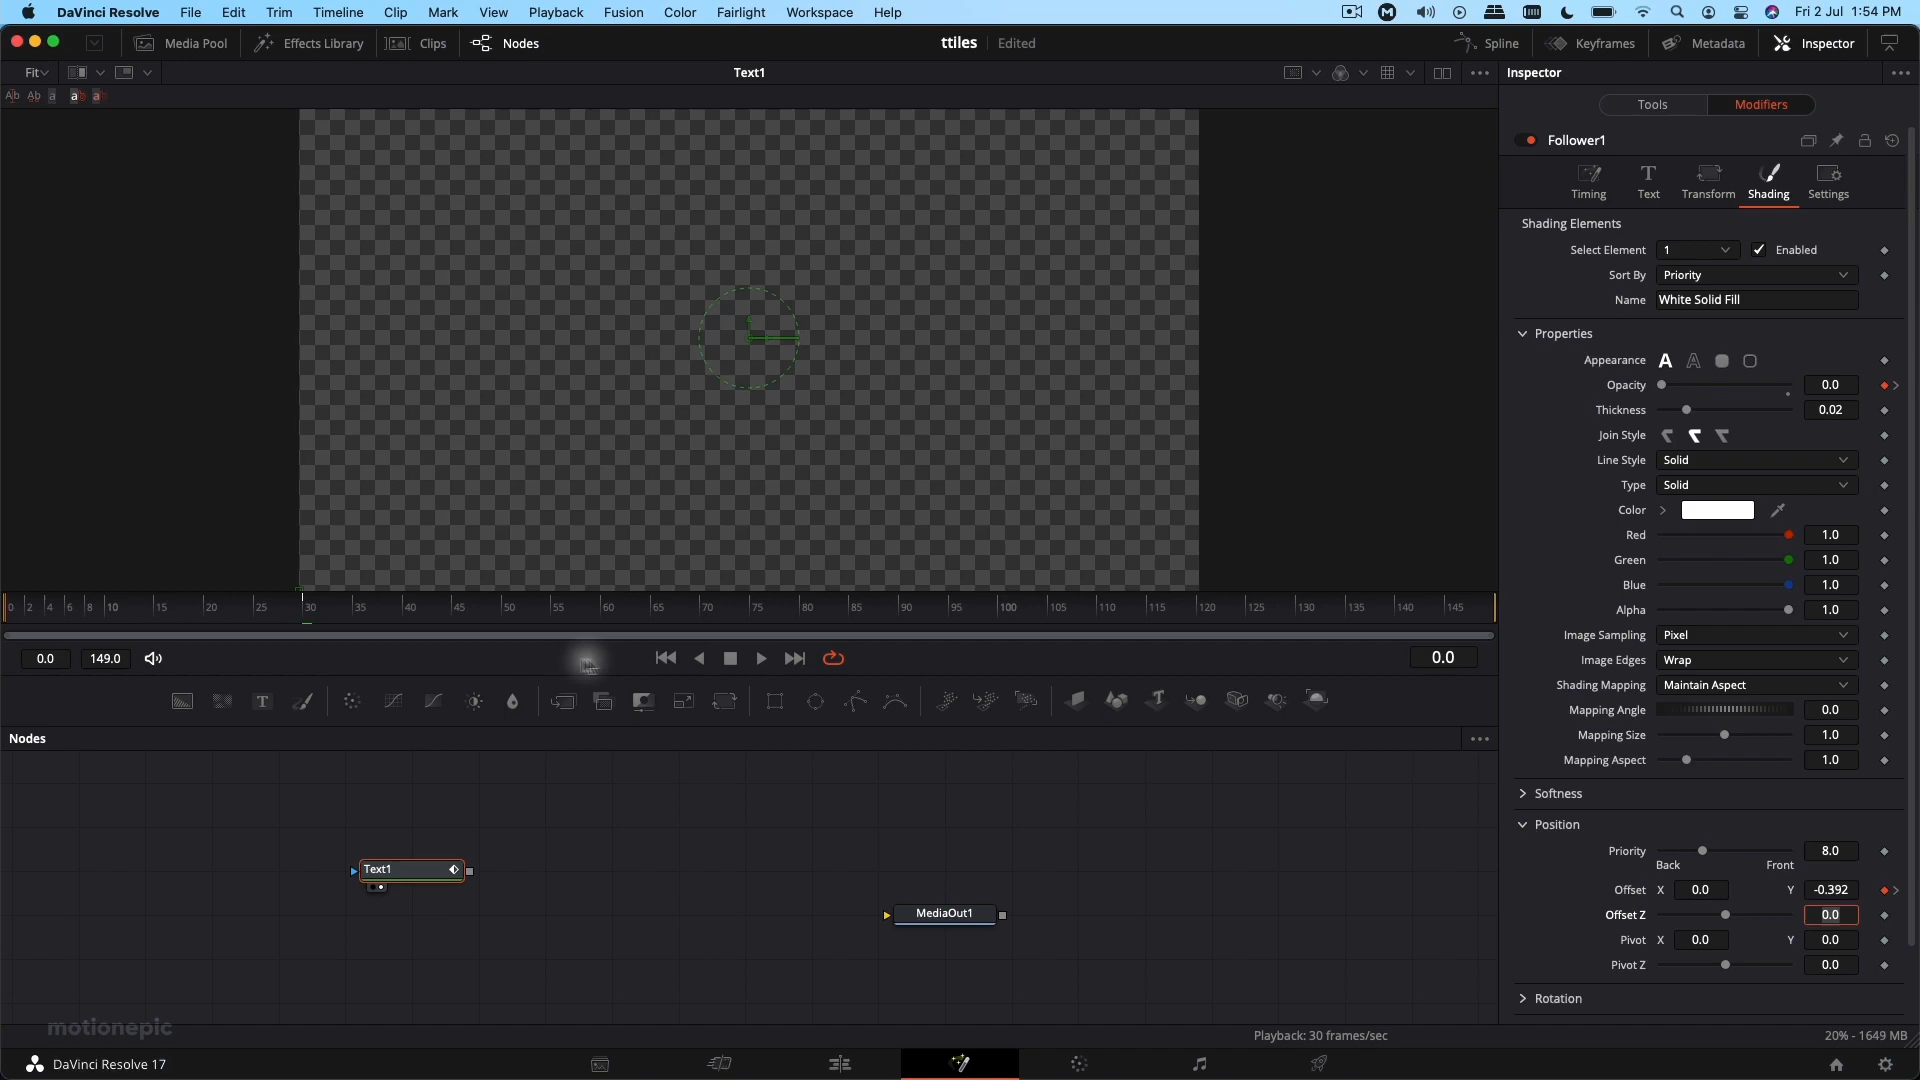 DaVinci Resolve File Edit Trim Timeline Clip Mark View Playback Fusion Color Fairlight Workspace Help Fri 2 Jul 1:54 PM
Media Pool Effects Library Clips Nodes ttiles Edited Spline Keyframes Metadata Inspector
Fit Text1 Inspector
Tools Modifiers
Follower1
Timing Text Transform Shading Settings
Shading Elements
Select Element 1 Enabled
Sort By Priority
Name White Solid Fill
Properties
Appearance
Opacity 0.0
Thickness 0.02
Join Style
Line Style Solid
Type Solid
Color
Red 1.0
Green 1.0
Blue 1.0
Alpha 1.0
Image Sampling Pixel
Image Edges Wrap
Shading Mapping Maintain Aspect
Mapping Angle 0.0
Mapping Size 1.0
Mapping Aspect 1.0
Softness
Position
Priority 8.0
Back Front
Offset X 0.0 Y -0.392
Offset Z 0.0
Pivot X 0.0 Y 0.0
Pivot Z 0.0
Rotation
0 2 4 6 8 10 15 20 25 30 35 40 45 50 55 60 65 70 75 80 85 90 95 100 105 110 115 120 125 130 135 140 145
0.0 149.0 0.0
Nodes
Text1
MediaOut1
motionepic
Playback: 30 frames/sec 20% - 1649 MB
DaVinci Resolve 17